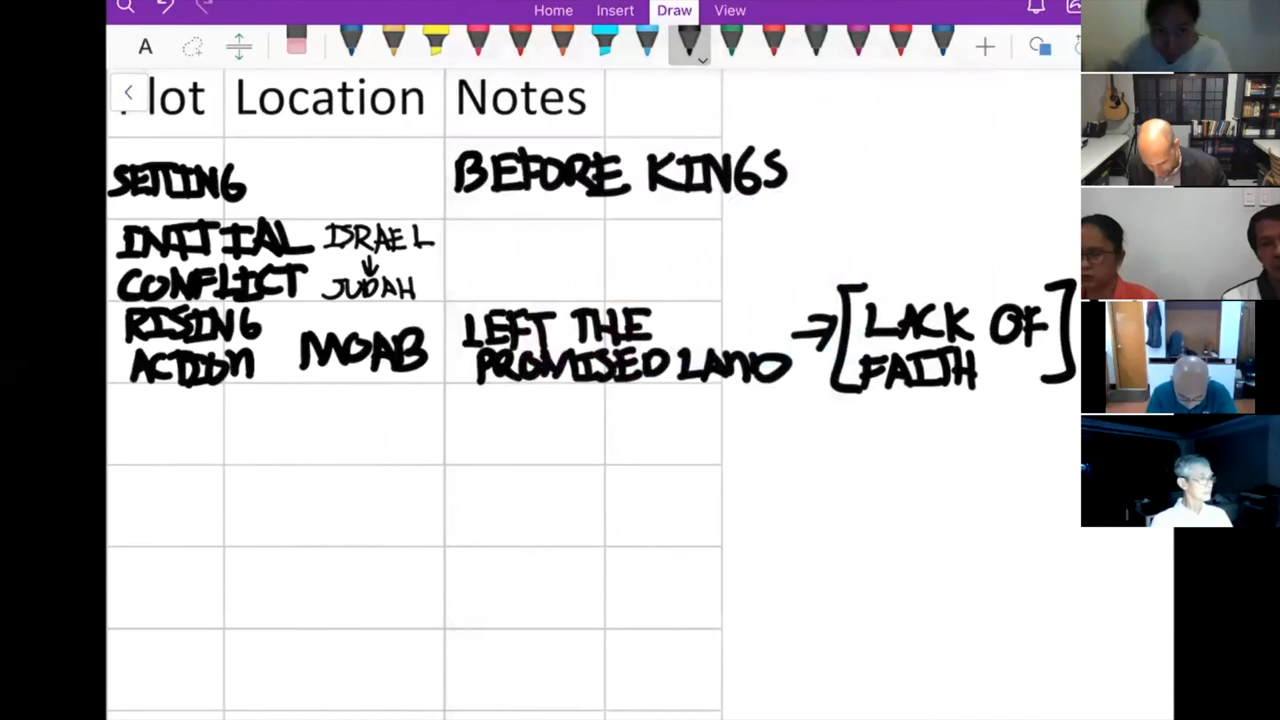 Home Insert Draw View
A
lot Location Notes
SETTING BEFORE KINGS
INITIAL ISRAEL
CONFLICT JUDAH
RISING LEFT THE → [LACK OF]
ACTION MOAB PROMISED LAND FAITH